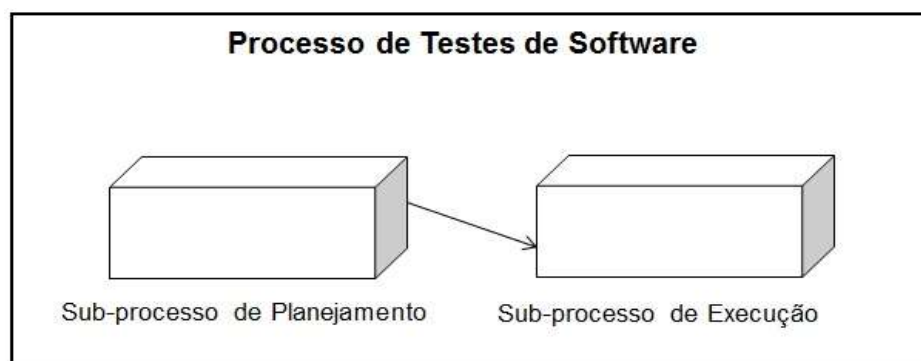 Processo de Testes de Software
Sub-processo de Planejamento
Sub-processo de Execução